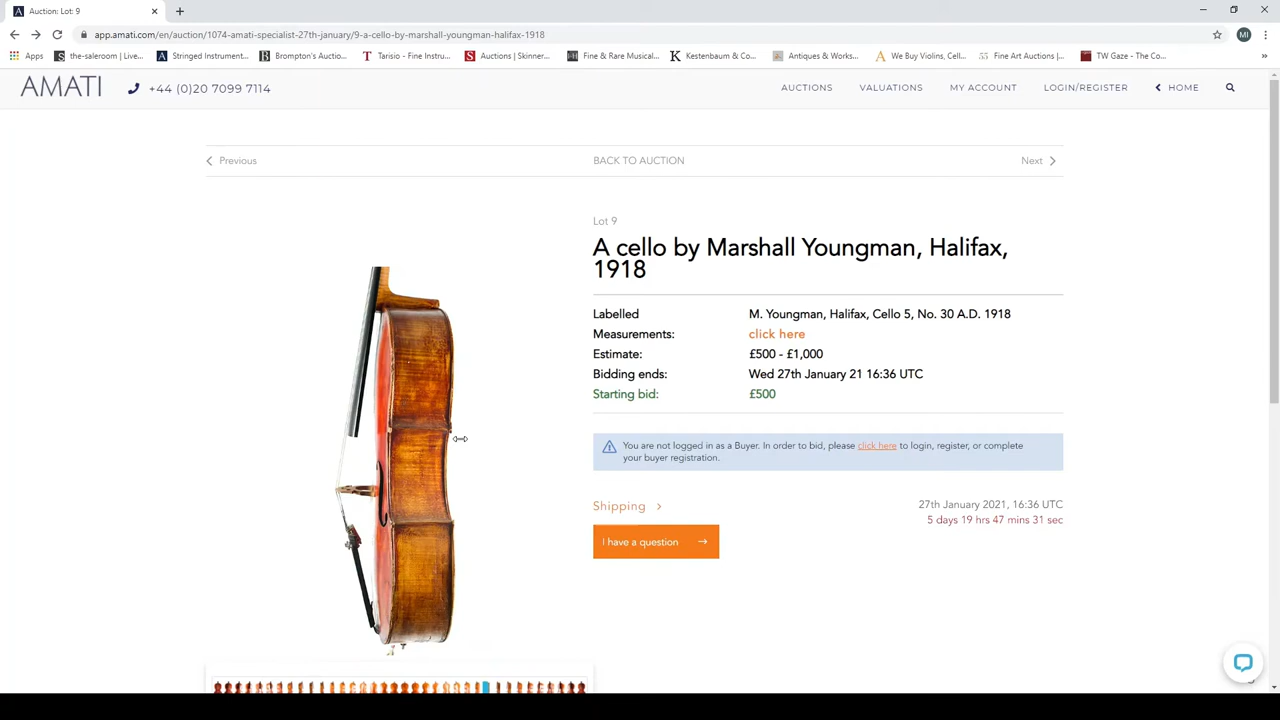 Auction: Lot: 9
app.amati.com/en/auction/1074-amati-specialist-27th-january/9-a-cello-by-marshall-youngman-halifax-1918
MI
Apps
the-saleroom | Live...
Stringed Instrument...
Brompton's Auction...
Tarisio - Fine Instru...
Auctions | Skinner...
Fine & Rare Musical...
Kestenbaum & Co...
Antiques & Works...
We Buy Violins, Cell...
Fine Art Auctions |...
TW Gaze - The Co...
AMATI
+44 (0)20 7099 7114
AUCTIONS
VALUATIONS
MY ACCOUNT
LOGIN/REGISTER
HOME
Previous
BACK TO AUCTION
Next
Lot 9
A cello by Marshall Youngman, Halifax,
1918
Labelled M. Youngman, Halifax, Cello 5, No. 30 A.D. 1918
Measurements: click here
Estimate: £500 - £1,000
Bidding ends: Wed 27th January 21 16:36 UTC
Starting bid: £500
You are not logged in as a Buyer. In order to bid, please click here to login, register, or complete
your buyer registration.
Shipping
27th January 2021, 16:36 UTC
5 days 19 hrs 47 mins 31 sec
I have a question